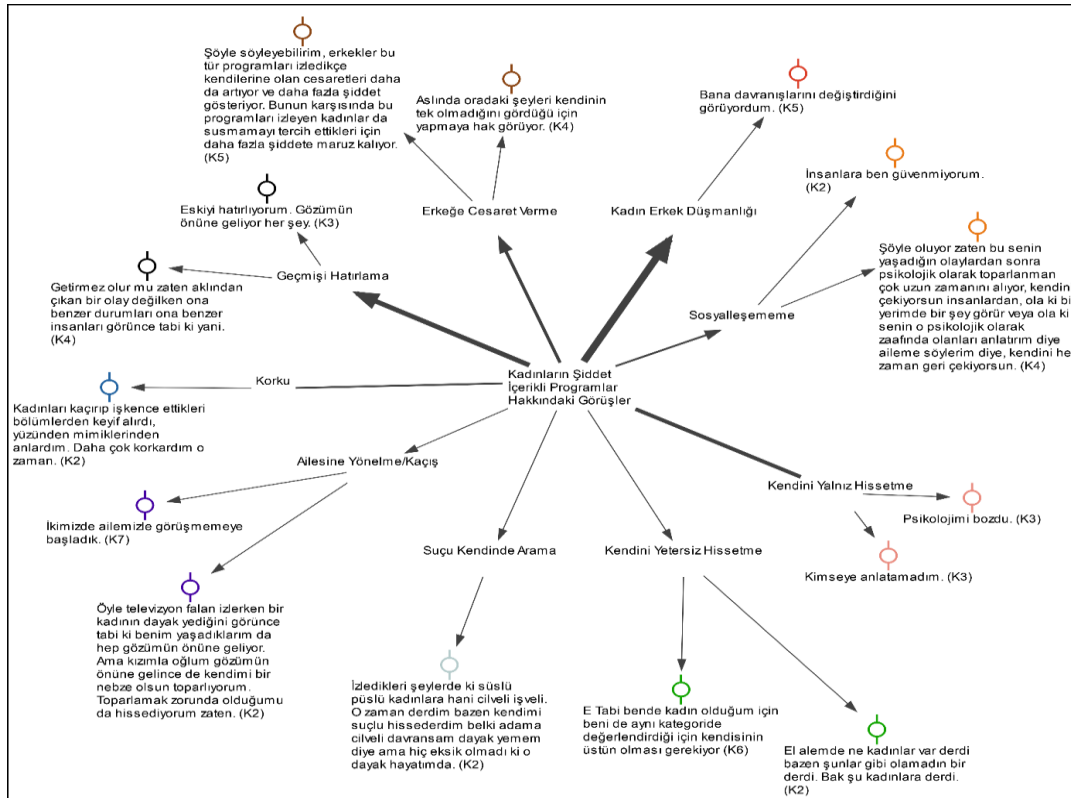 Şöyle söyleyebilirim, erkekler bu
tür programları izledikçe
kendilerine olan cesaretleri daha
da artıyor ve daha fazla şiddet
gösteriyor. Bunun karşısında bu
programları izleyen kadınlar da
susmamayı tercih ettikleri için
daha fazla şiddete maruz kalıyor.
(K5)
Aslında oradaki şeyleri kendinin
tek olmadığını gördüğü için
yapmaya hak görüyor. (K4)
Bana davranışlarını değiştirdiğini
görüyordum. (K5)
İnsanlara ben güvenmiyorum.
(K2)
Eskiyi hatırlıyorum. Gözümün
önüne geliyor her şey. (K3)
Erkeğe Cesaret Verme
Kadın Erkek Düşmanlığı
Şöyle oluyor zaten bu senin
yaşadığın olaylardan sonra
psikolojik olarak toparlanman
çok uzun zamanını alıyor, kendin
çekiyorsun insanlardan, ola ki bi
yerimde bir şey görür veya ola ki
senin o psikolojik olarak
zaafında olanları anlatırım diye
aileme söylerim diye, kendini he
zaman geri çekiyorsun. (K4)
Geçmişi Hatırlama
Getirmez olur mu zaten aklından
çıkan bir olay değilken ona
benzer durumları ona benzer
insanları görünce tabi ki yani.
(K4)
Sosyalleşememe
Korku
Kadınların Şiddet
İçerikli Programlar
Hakkındaki Görüşler
Kadınları kaçırıp işkence ettikleri
bölümlerden keyif alırdı,
yüzünden mimiklerinden
anlardım. Daha çok korkardım o
zaman. (K2)
Ailesine Yönelme/Kaçış
Kendini Yalnız Hissetme
İkimizde ailemizle görüşmemeye
başladık. (K7)
Psikolojimi bozdu. (K3)
Suçu Kendinde Arama
Kendini Yetersiz Hissetme
Kimseye anlatamadım. (K3)
Öyle televizyon falan izlerken bir
kadının dayak yediğini görünce
tabi ki benim yaşadıklarım da
hep gözümün önüne geliyor.
Ama kızımla oğlum gözümün
önüne gelince de kendimi bir
nebze olsun toparlıyorum.
Toparlamak zorunda olduğumu
da hissediyorum zaten. (K2)
İzledikleri şeylerde ki süslü
püslü kadınlara hani cilveli işveli.
O zaman derdim bazen kendimi
suçlu hissederdim belki adama
cilveli davransam dayak yemem
diye ama hiç eksik olmadı ki o
dayak hayatımda. (K2)
E Tabi bende kadın olduğum için
beni de aynı kategoride
değerlendirdiği için kendisinin
üstün olması gerekiyor (K6)
El alemde ne kadınlar var derdi
bazen şunlar gibi olamadın bir
derdi. Bak şu kadınlara derdi.
(K2)